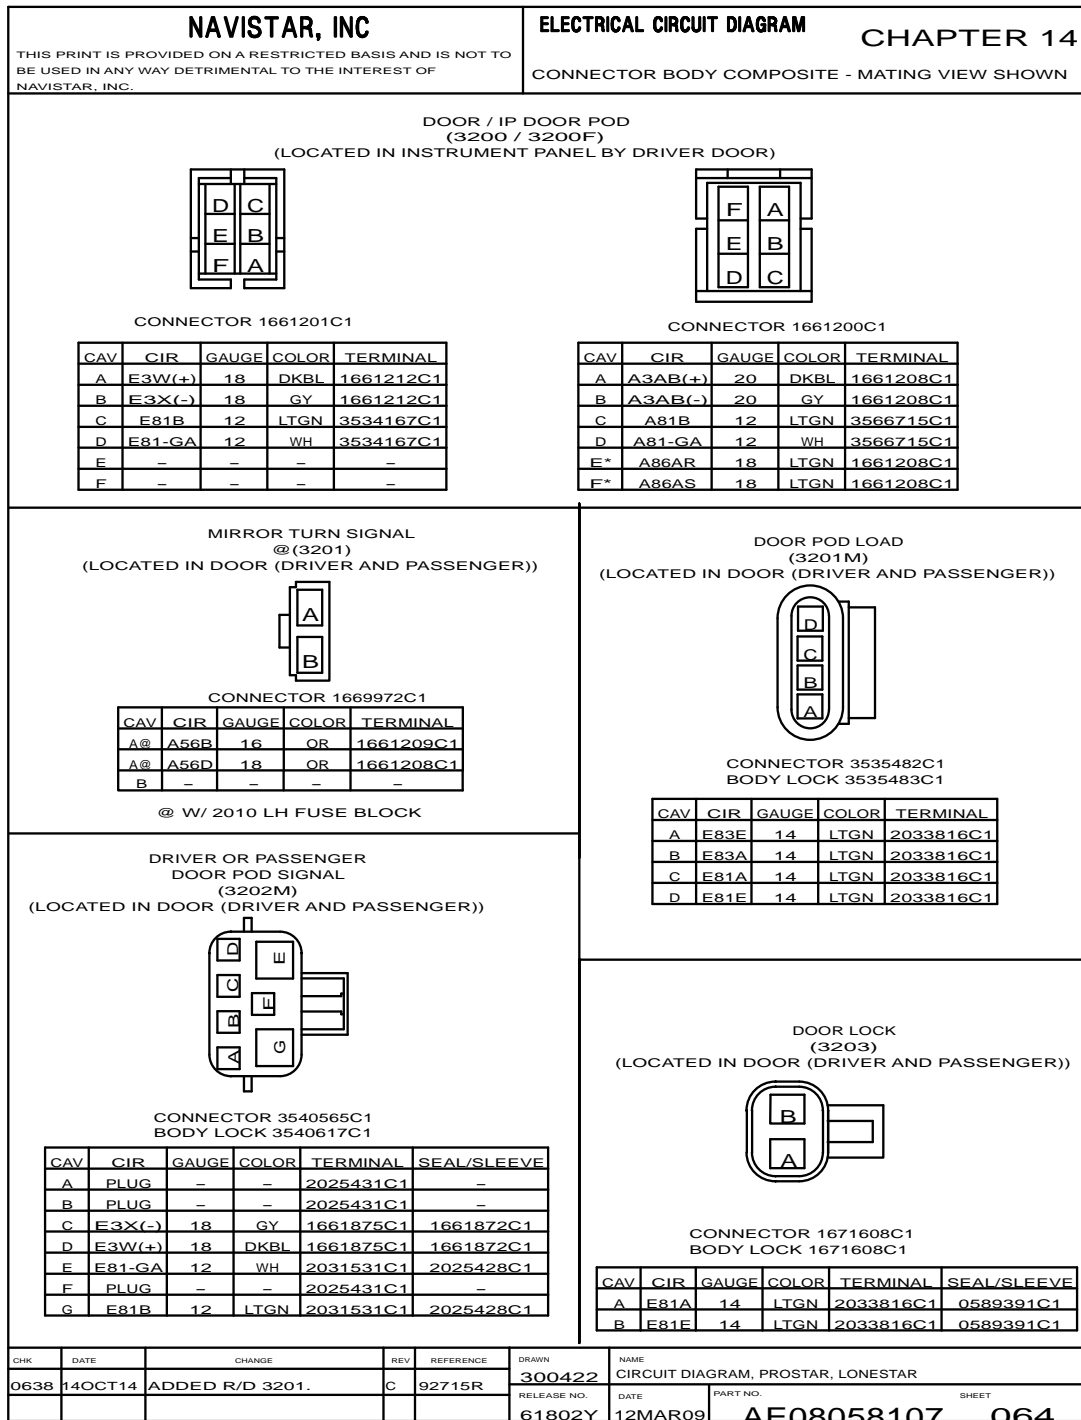 NAVISTAR, INC
THIS PRINT IS PROVIDED ON A RESTRICTED BASIS AND IS NOT TO
BE USED IN ANY WAY DETRIMENTAL TO THE INTEREST OF
NAVISTAR, INC.
ELECTRICAL CIRCUIT DIAGRAM
CHAPTER 14
CONNECTOR BODY COMPOSITE - MATING VIEW SHOWN
DOOR / IP DOOR POD
(3200 / 3200F)
(LOCATED IN INSTRUMENT PANEL BY DRIVER DOOR)
D C
E B
F A
CONNECTOR 1661201C1
CAV CIR GAUGE COLOR TERMINAL
A E3W(+) 18 DKBL 1661212C1
B E3X(-) 18 GY 1661212C1
C E81B 12 LTGN 3534167C1
D E81-GA 12 WH 3534167C1
E – – – –
F – – – –
F A
E B
D C
CONNECTOR 1661200C1
CAV CIR GAUGE COLOR TERMINAL
A A3AB(+) 20 DKBL 1661208C1
B A3AB(-) 20 GY 1661208C1
C A81B 12 LTGN 3566715C1
D A81-GA 12 WH 3566715C1
E* A86AR 18 LTGN 1661208C1
F* A86AS 18 LTGN 1661208C1
MIRROR TURN SIGNAL
@(3201)
(LOCATED IN DOOR (DRIVER AND PASSENGER))
A
B
CONNECTOR 1669972C1
CAV CIR GAUGE COLOR TERMINAL
A@ A56B 16 OR 1661209C1
A@ A56D 18 OR 1661208C1
B – – – –
@ W/ 2010 LH FUSE BLOCK
DOOR POD LOAD
(3201M)
(LOCATED IN DOOR (DRIVER AND PASSENGER))
D
C
B
A
CONNECTOR 3535482C1
BODY LOCK 3535483C1
CAV CIR GAUGE COLOR TERMINAL
A E83E 14 LTGN 2033816C1
B E83A 14 LTGN 2033816C1
C E81A 14 LTGN 2033816C1
D E81E 14 LTGN 2033816C1
DRIVER OR PASSENGER
DOOR POD SIGNAL
(3202M)
(LOCATED IN DOOR (DRIVER AND PASSENGER))
D E
C
F
B
A G
CONNECTOR 3540565C1
BODY LOCK 3540617C1
CAV CIR GAUGE COLOR TERMINAL SEAL/SLEEVE
A PLUG – – 2025431C1 –
B PLUG – – 2025431C1 –
C E3X(-) 18 GY 1661875C1 1661872C1
D E3W(+) 18 DKBL 1661875C1 1661872C1
E E81-GA 12 WH 2031531C1 2025428C1
F PLUG – – 2025431C1 –
G E81B 12 LTGN 2031531C1 2025428C1
DOOR LOCK
(3203)
(LOCATED IN DOOR (DRIVER AND PASSENGER))
B
A
CONNECTOR 1671608C1
BODY LOCK 1671608C1
CAV CIR GAUGE COLOR TERMINAL SEAL/SLEEVE
A E81A 14 LTGN 2033816C1 0589391C1
B E81E 14 LTGN 2033816C1 0589391C1
CHK DATE CHANGE REV REFERENCE
0638 14OCT14 ADDED R/D 3201. C 92715R
DRAWN
300422
NAME
CIRCUIT DIAGRAM, PROSTAR, LONESTAR
RELEASE NO. DATE PART NO. SHEET
61802Y 12MAR09 AE08058107 064